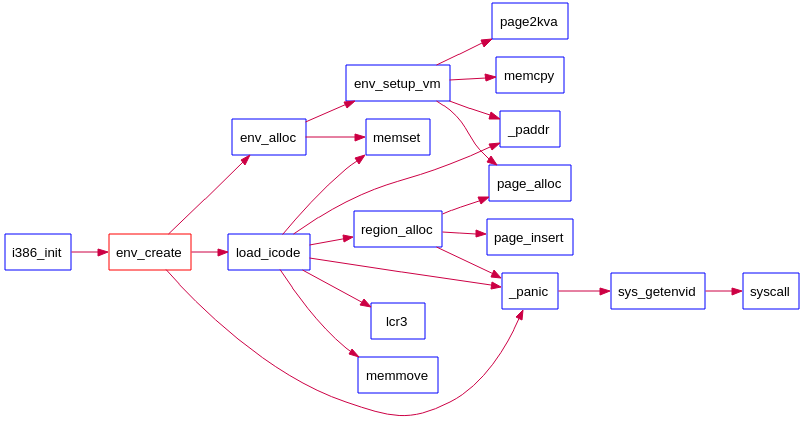 page2kva
memcpy
env_setup_vm
_paddr
env_alloc
memset
page_alloc
region_alloc
page_insert
i386_init
env_create
load_icode
_panic
sys_getenvid
syscall
lcr3
memmove